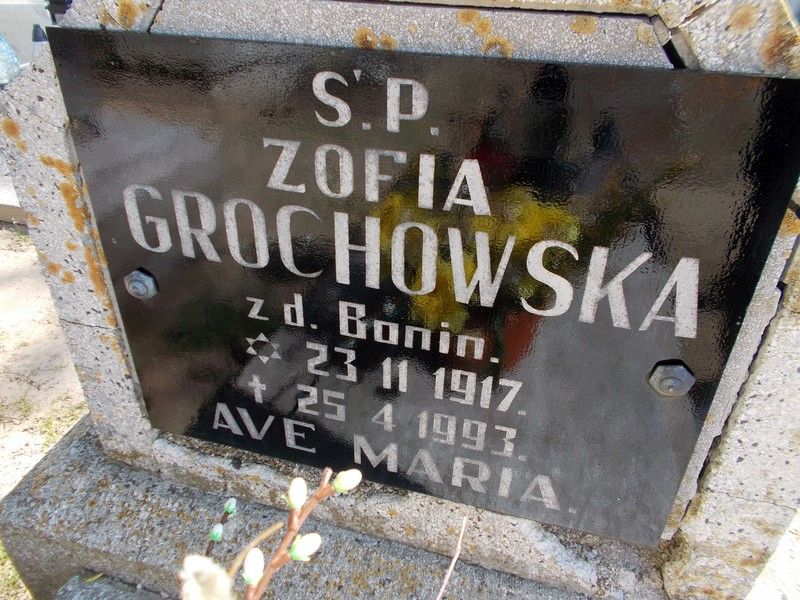 Ś.P.
ZOFIA
GROCHOWSKA
z d. Bonin.
✡ 23 11 1917.
✝ 25 4 1993.
AVE MARIA.